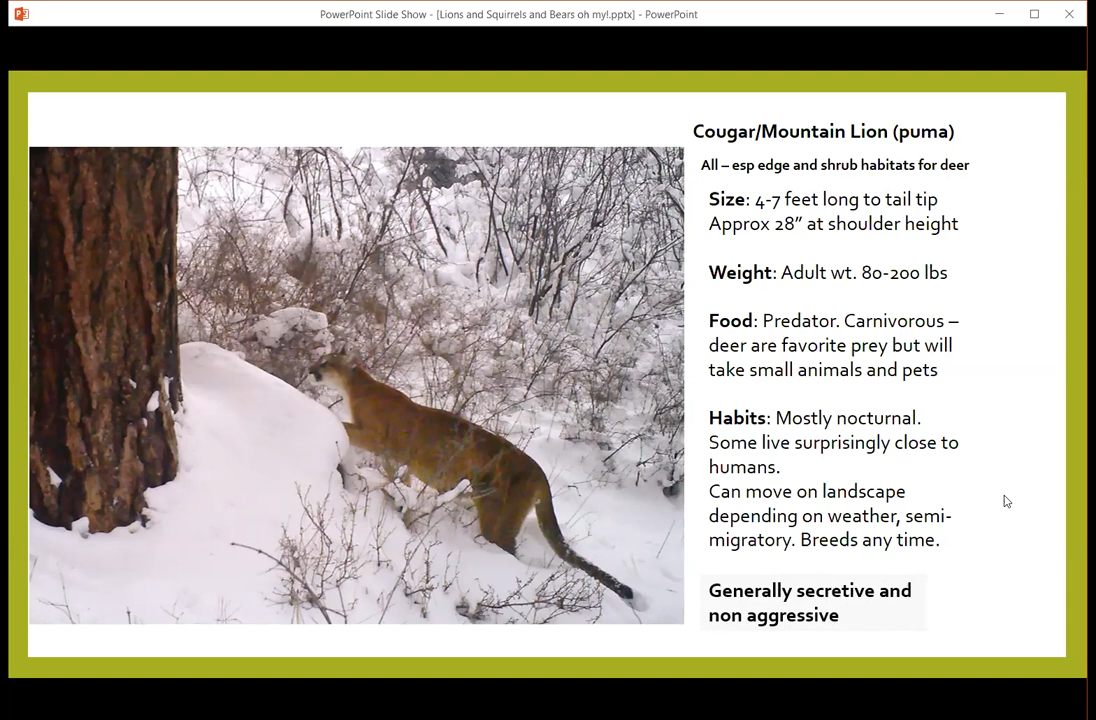 PowerPoint Slide Show - [Lions and Squirrels and Bears oh my!.pptx] - PowerPoint
Cougar/Mountain Lion (puma)
All – esp edge and shrub habitats for deer
Size: 4-7 feet long to tail tip
Approx 28” at shoulder height
Weight: Adult wt. 80-200 lbs
Food: Predator. Carnivorous –
deer are favorite prey but will
take small animals and pets
Habits: Mostly nocturnal.
Some live surprisingly close to
humans.
Can move on landscape
depending on weather, semi-
migratory. Breeds any time.
Generally secretive and
non aggressive